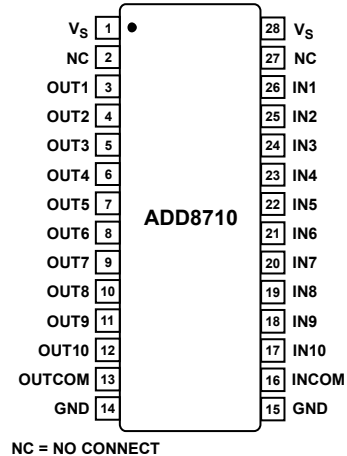 VS 1 28 VS
NC 2 27 NC
OUT1 3 26 IN1
OUT2 4 25 IN2
OUT3 5 24 IN3
OUT4 6 23 IN4
OUT5 7 22 IN5
ADD8710
OUT6 8 21 IN6
OUT7 9 20 IN7
OUT8 10 19 IN8
OUT9 11 18 IN9
OUT10 12 17 IN10
OUTCOM 13 16 INCOM
GND 14 15 GND
NC = NO CONNECT